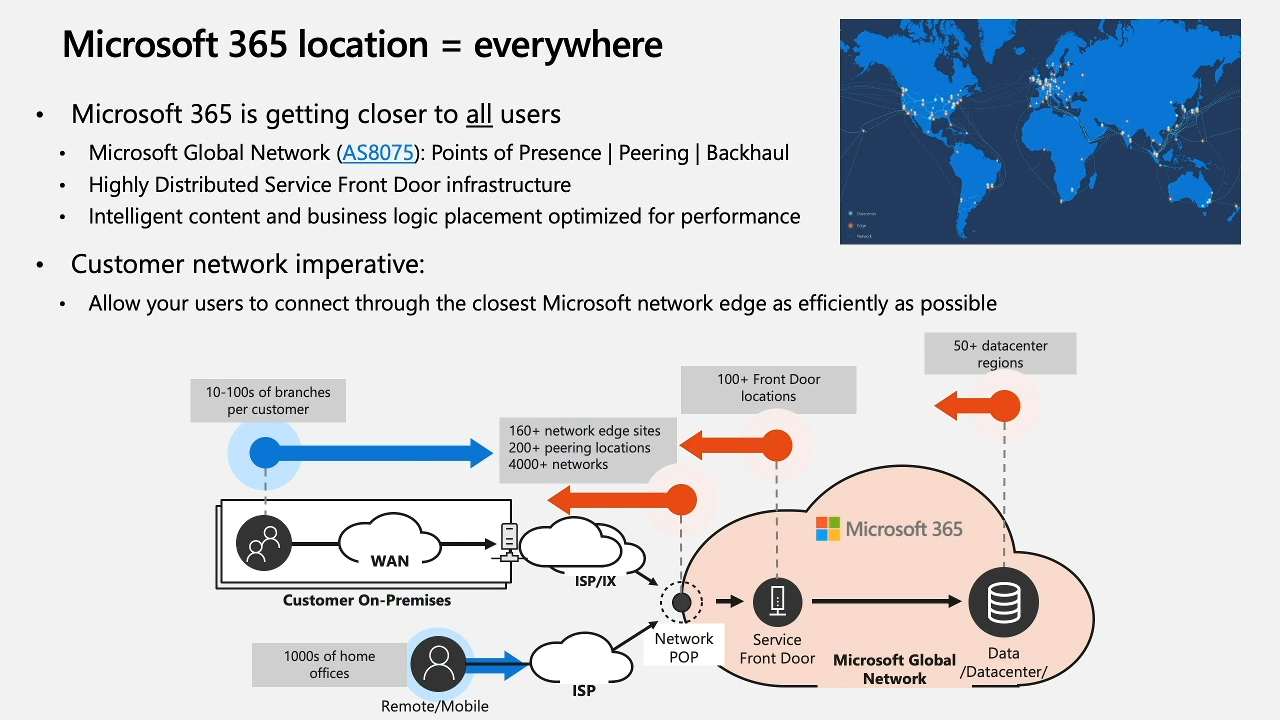 Microsoft 365 location = everywhere
• Microsoft 365 is getting closer to all users
• Microsoft Global Network (AS8075): Points of Presence | Peering | Backhaul
• Highly Distributed Service Front Door infrastructure
• Intelligent content and business logic placement optimized for performance
Datacenter
Edge
Network
• Customer network imperative:
• Allow your users to connect through the closest Microsoft network edge as efficiently as possible
50+ datacenter
regions
100+ Front Door
locations
10-100s of branches
per customer
160+ network edge sites
200+ peering locations
4000+ networks
Microsoft 365
WAN
ISP/IX
Customer On-Premises
Network
POP
Service
Front Door
Microsoft Global
Network
Data
/Datacenter/
1000s of home
offices
ISP
Remote/Mobile